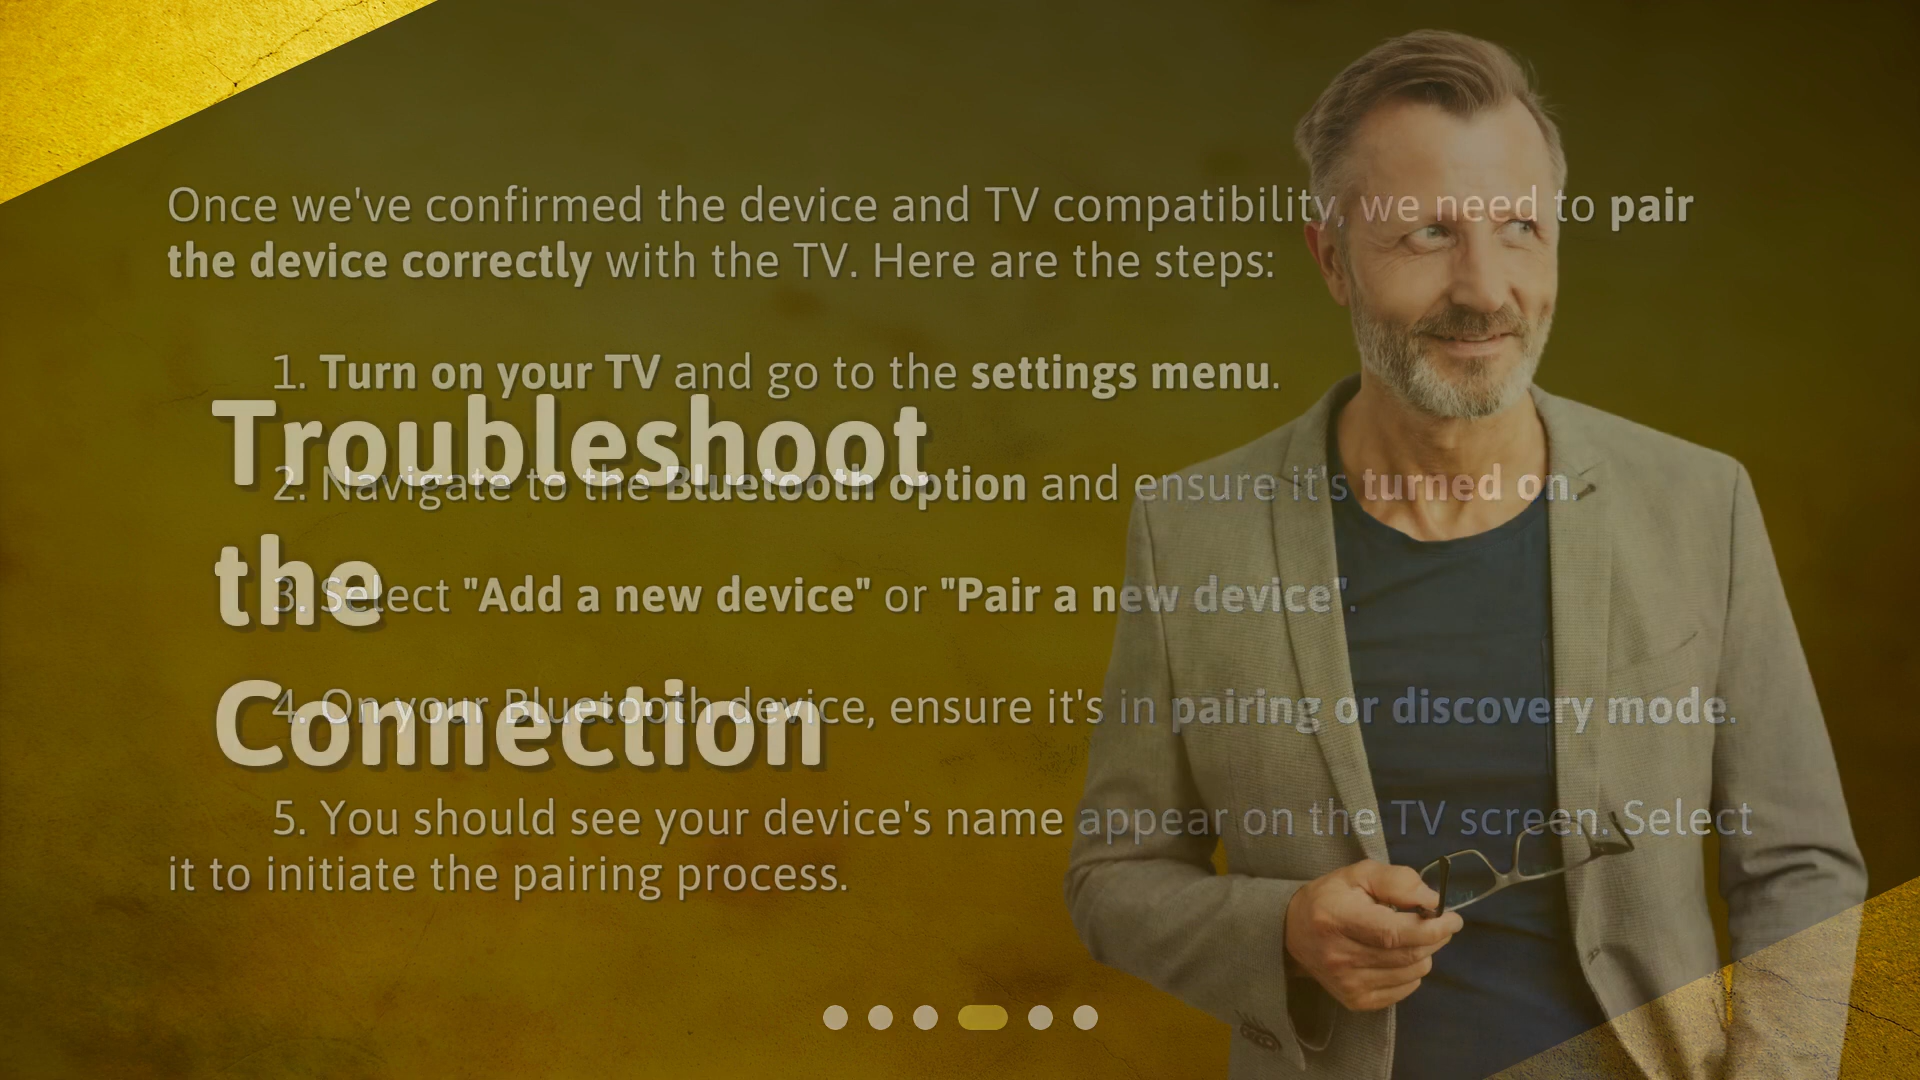 Once we've confirmed the device and TV compatibility, we need to pair
the device correctly with the TV. Here are the steps:
1. Turn on your TV and go to the settings menu.
Troubleshoot
2. Navigate to the Bluetooth option and ensure it's turned on.
the
3. Select "Add a new device" or "Pair a new device".
Connection
4. On your Bluetooth device, ensure it's in pairing or discovery mode.
5. You should see your device's name appear on the TV screen. Select
it to initiate the pairing process.